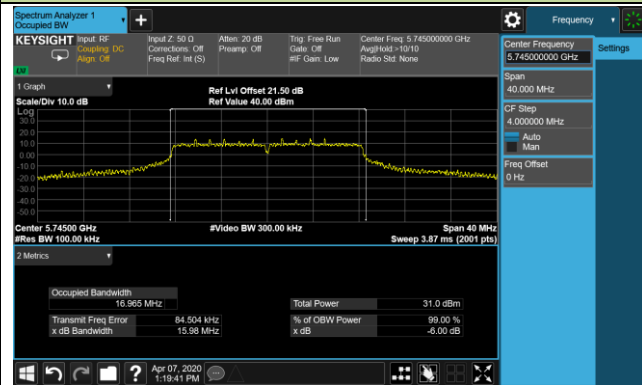 Spectrum Analyzer 1
Occupied BW
Frequency
KEYSIGHT
Input: RF
Coupling: DC
Align: Off
Input Z: 50 Ω
Corrections: Off
Freq Ref: Int (S)
Atten: 20 dB
Preamp: Off
Trig: Free Run
Gate: Off
#IF Gain: Low
Center Freq: 5.745000000 GHz
Avg|Hold:>10/10
Radio Std: None
LXI
Center Frequency
5.745000000 GHz
Settings
Span
40.000 MHz
CF Step
4.000000 MHz
Auto
Man
Freq Offset
0 Hz
1 Graph
Scale/Div 10.0 dB
Ref Lvl Offset 21.50 dB
Ref Value 40.00 dBm
Log
30.0
20.0
10.0
0.00
-10.0
-20.0
-30.0
-40.0
-50.0
Center 5.74500 GHz
#Video BW 300.00 kHz
Span 40 MHz
#Res BW 100.00 kHz
Sweep 3.87 ms (2001 pts)
2 Metrics
Occupied Bandwidth
16.965 MHz
Total Power 31.0 dBm
Transmit Freq Error 84.504 kHz
% of OBW Power 99.00 %
x dB Bandwidth 15.98 MHz
x dB -6.00 dB
Apr 07, 2020
1:19:41 PM